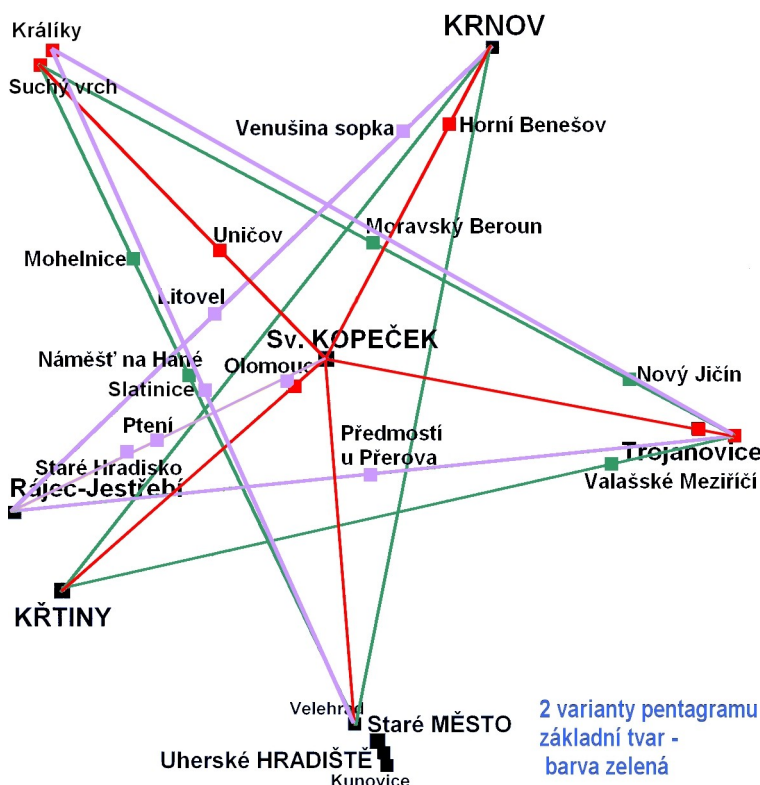 Králíky
KRNOV
Suchý vrch
Venušina sopka
Horní Benešov
Uničov
Moravský Beroun
Mohelnice
Litovel
Sv. KOPEČEK
Náměšť na Hané
Olomouc
Slatinice
Nový Jičín
Ptení
Předmostí
u Přerova
Staré Hradisko
Trojanovice
Valašské Meziříčí
Rájec-Jestřebí
KŘTINY
Velehrad
Staré MĚSTO
Uherské HRADIŠTĚ
Kunovice
2 varianty pentagramu
základní tvar -
barva zelená